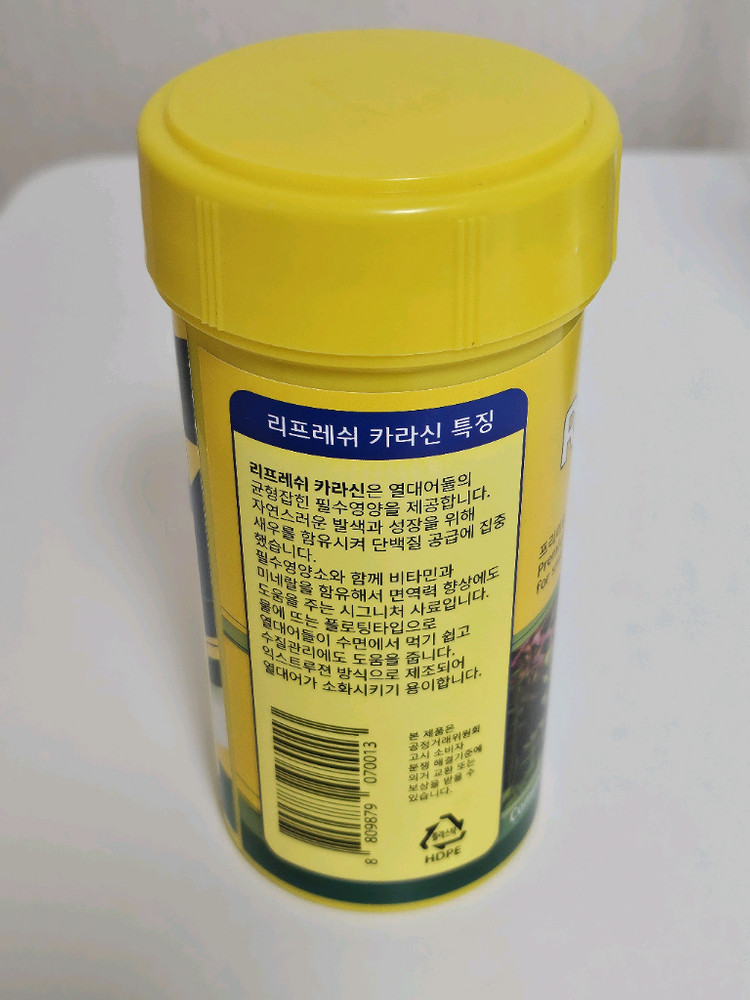 리프레쉬 카라신 특징
리프레쉬 카라신은 열대어들의
균형잡힌 필수영양을 제공합니다.
자연스러운 발색과 성장을 위해
새우를 함유시켜 단백질 공급에 집중
했습니다.
필수영양소와 함께 비타민과
미네랄을 함유해서 면역력 향상에도
도움을 주는 시그니처 사료입니다.
물에 뜨는 플로팅타입으로
열대어들이 수면에서 먹기 쉽고
수질관리에도 도움을 줍니다.
익스트루젼 방식으로 제조되어
열대어가 소화시키기 용이합니다.
8 809879 070013
본 제품은
공정거래위원회
고시 소비자
분쟁 해결기준에
의거 교환 또는
보상을 받을 수
있습니다.
플라스틱
HDPE
for